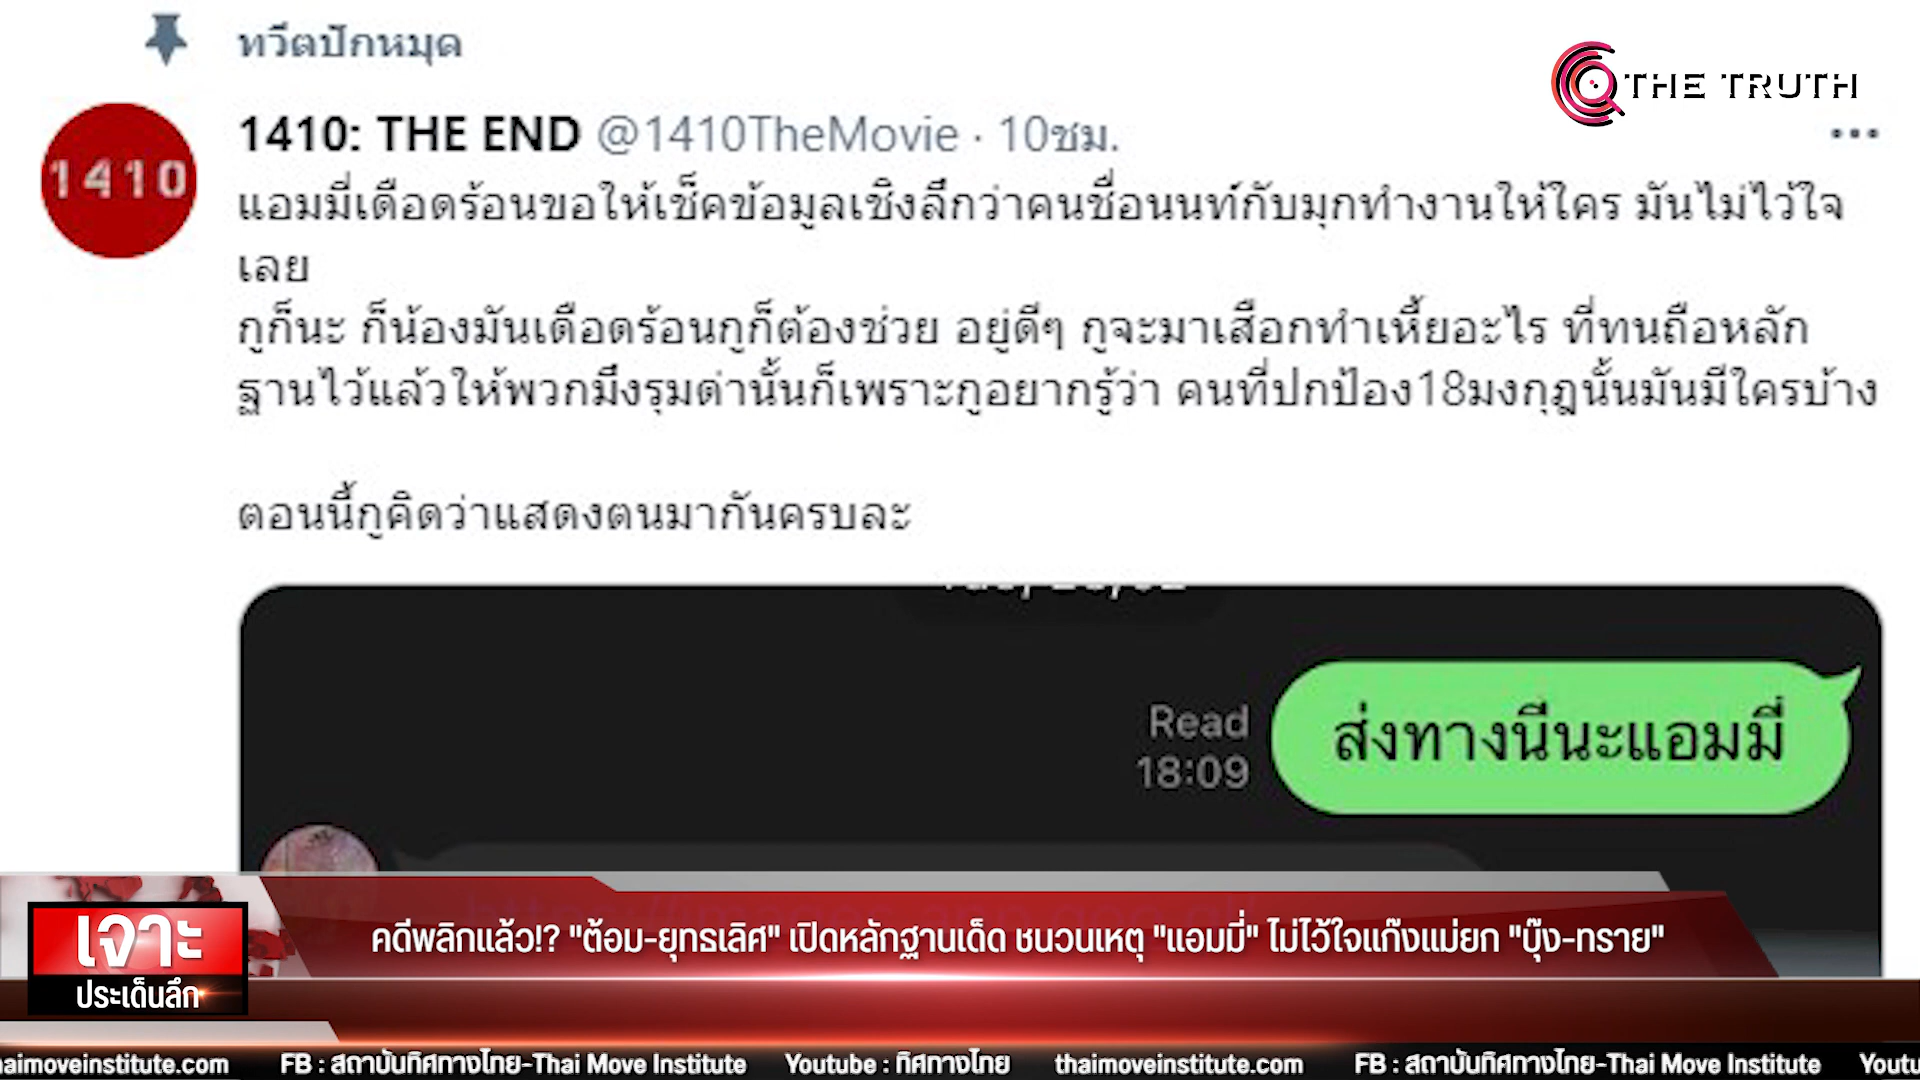 ทวีตปักหมุด
THE TRUTH
1410
1410: THE END @1410TheMovie · 10ชม.
แอมมี่เดือดร้อนขอให้เช็คข้อมูลเชิงลึกว่าคนชื่อนนท์กับมุกทำงานให้ใคร มันไม่ไว้ใจ
เลย
กูก็นะ ก็น้องมันเดือดร้อนกูก็ต้องช่วย อยู่ดีๆ กูจะมาเสือกทำเหี้ยอะไร ที่ทนถือหลัก
ฐานไว้แล้วให้พวกมึงรุมด่านั้นก็เพราะกูอยากรู้ว่า คนที่ปกป้อง18มงกุฎนั้นมันมีใครบ้าง
ตอนนี้กูคิดว่าแสดงตนมากันครบละ
Read
18:09
ส่งทางนี้นะแอมมี่
เจาะ
ประเด็นลึก
คดีพลิกแล้ว!? "ต้อม-ยุทธเลิศ" เปิดหลักฐานเด็ด ชนวนเหตุ "แอมมี่" ไม่ไว้ใจแก๊งแม่ยก "บุ๊ง-ทราย"
haimoveinstitute.com FB : สถาบันทิศทางไทย-Thai Move Institute Youtube : ทิศทางไทย thaimoveinstitute.com FB : สถาบันทิศทางไทย-Thai Move Institute Youtu